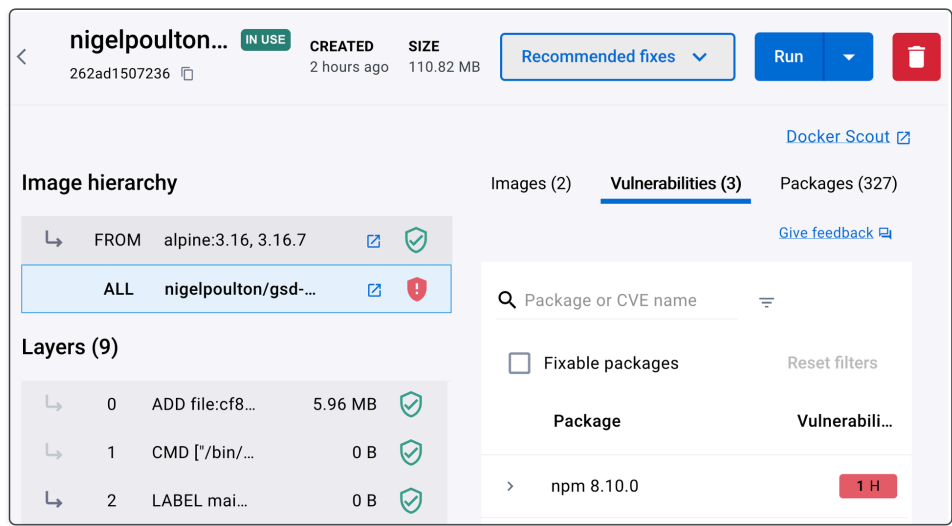 nigelpoulton... IN USE
262ad1507236
CREATED
2 hours ago
SIZE
110.82 MB
Recommended fixes
Run
Docker Scout
Image hierarchy
FROM alpine:3.16, 3.16.7
ALL nigelpoulton/gsd-...
Layers (9)
0 ADD file:cf8... 5.96 MB
1 CMD ["/bin/... 0 B
2 LABEL mai... 0 B
Images (2) Vulnerabilities (3) Packages (327)
Give feedback
Package or CVE name
Fixable packages Reset filters
Package Vulnerabili...
npm 8.10.0 1 H